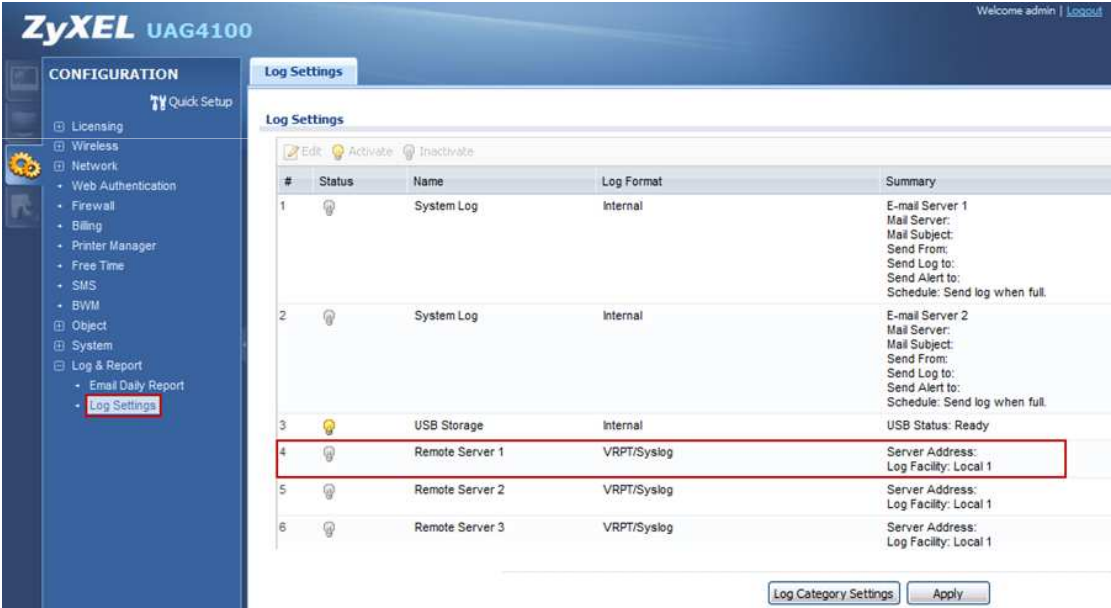 Welcome admin | Logout
ZyXEL UAG4100
CONFIGURATION
Quick Setup
Licensing
Wireless
Network
Web Authentication
Firewall
Billing
Printer Manager
Free Time
SMS
BWM
Object
System
Log & Report
Email Daily Report
Log Settings
Log Settings
Log Settings
Edit Activate Inactivate
# Status Name Log Format Summary
1 System Log Internal E-mail Server 1
Mail Server:
Mail Subject:
Send From:
Send Log to:
Send Alert to:
Schedule: Send log when full.
2 System Log Internal E-mail Server 2
Mail Server:
Mail Subject:
Send From:
Send Log to:
Send Alert to:
Schedule: Send log when full.
3 USB Storage Internal USB Status: Ready
4 Remote Server 1 VRPT/Syslog Server Address:
Log Facility: Local 1
5 Remote Server 2 VRPT/Syslog Server Address:
Log Facility: Local 1
6 Remote Server 3 VRPT/Syslog Server Address:
Log Facility: Local 1
Log Category Settings Apply